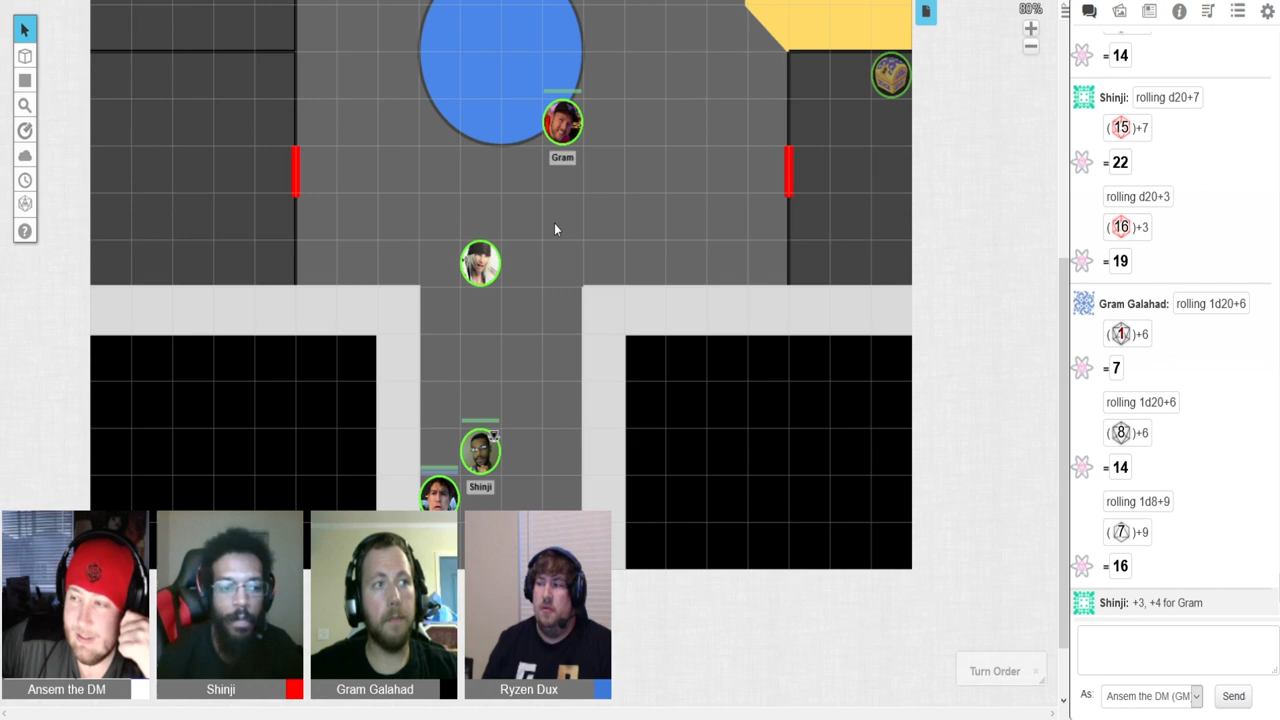 80%
Gram
Shinji
= 14
Shinji: rolling d20+7
(15)+7
= 22
rolling d20+3
(16)+3
= 19
Gram Galahad: rolling 1d20+6
(1)+6
= 7
rolling 1d20+6
(8)+6
= 14
rolling 1d8+9
(7)+9
= 16
Shinji: +3, +4 for Gram
Turn Order ×
As: Ansem the DM (GM
Send
Ansem the DM
Shinji
Gram Galahad
Ryzen Dux